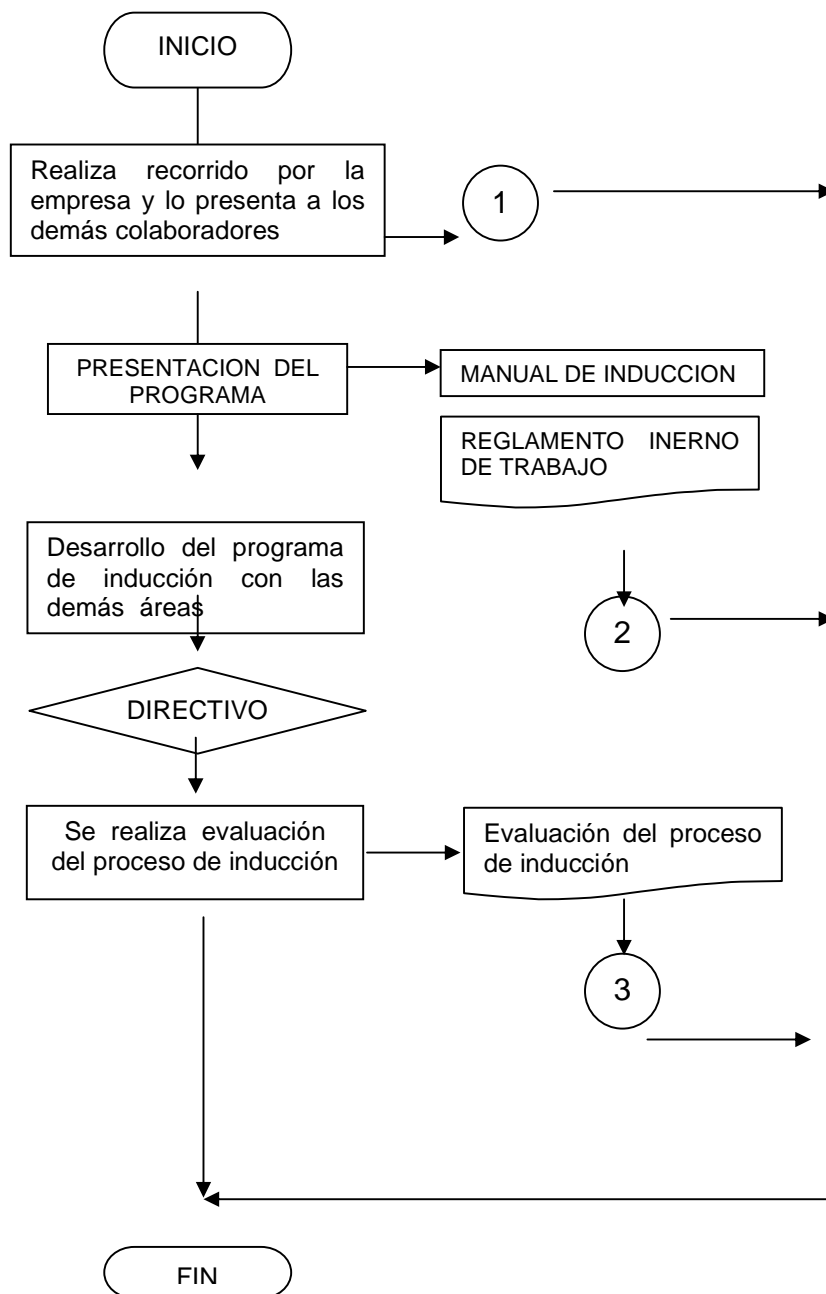 INICIO
Realiza recorrido por la
empresa y lo presenta a los
demás colaboradores
1
PRESENTACION DEL
PROGRAMA
MANUAL DE INDUCCION
REGLAMENTO INERNO
DE TRABAJO
Desarrollo del programa
de inducción con las
demás áreas
2
DIRECTIVO
Se realiza evaluación
del proceso de inducción
Evaluación del proceso
de inducción
3
FIN